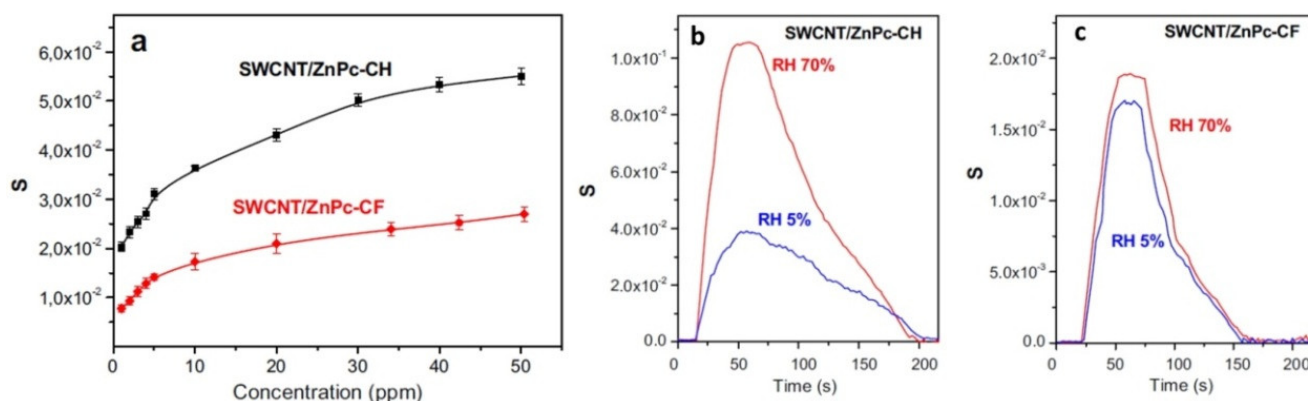 a
SWCNT/ZnPc-CH
SWCNT/ZnPc-CF
S
6,0x10⁻²
5,0x10⁻²
4,0x10⁻²
3,0x10⁻²
2,0x10⁻²
1,0x10⁻²
0 10 20 30 40 50
Concentration (ppm)
b SWCNT/ZnPc-CH
RH 70%
RH 5%
S
1.0x10⁻¹
8.0x10⁻²
6.0x10⁻²
4.0x10⁻²
2.0x10⁻²
0.0
0 50 100 150 200
Time (s)
c SWCNT/ZnPc-CF
RH 70%
RH 5%
S
2.0x10⁻²
1.5x10⁻²
1.0x10⁻²
5.0x10⁻³
0.0
0 50 100 150 200
Time (s)